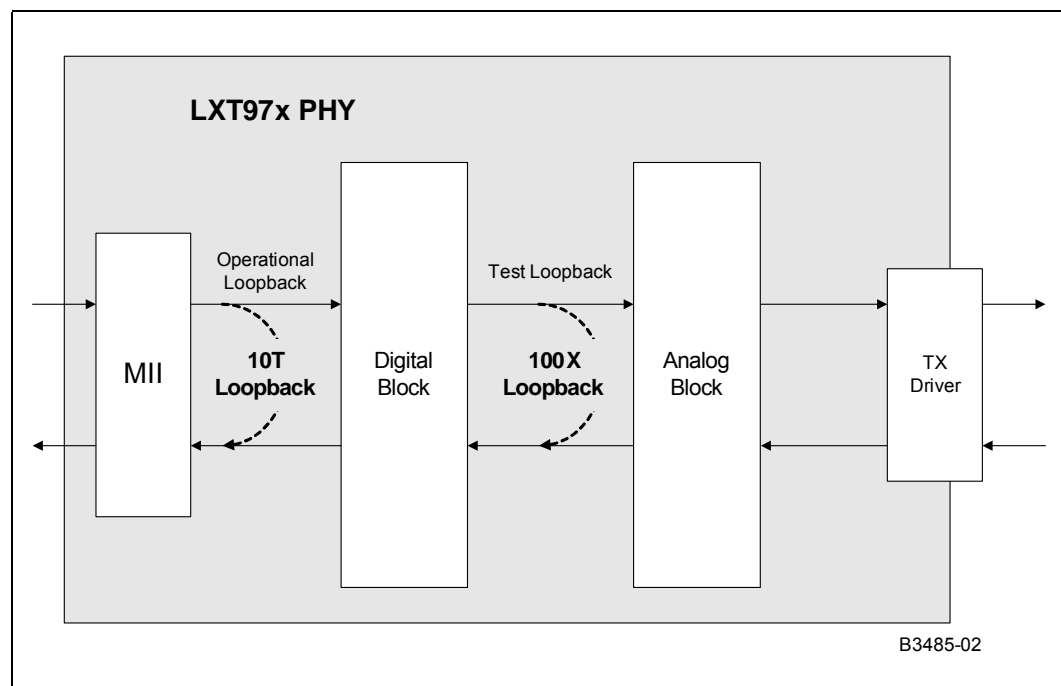 LXT97x PHY
Operational
Loopback
Test Loopback
MII
10T
Loopback
Digital
Block
100X
Loopback
Analog
Block
TX
Driver
B3485-02